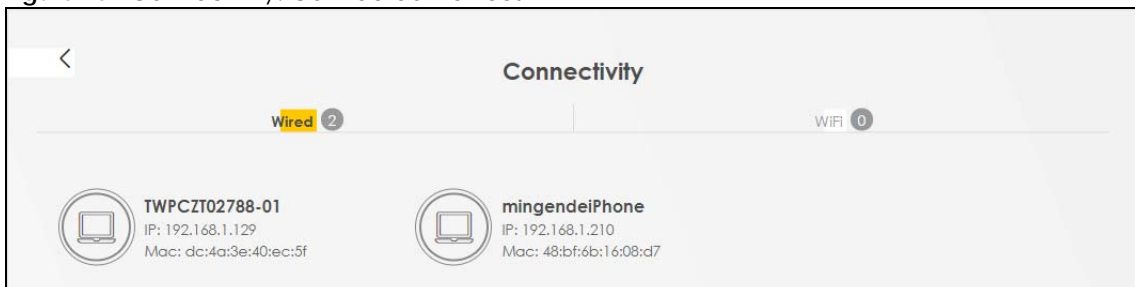 Connectivity
Wired 2
WiFi 0
TWPCZT02788-01
IP: 192.168.1.129
Mac: dc:4a:3e:40:ec:5f
mingendeiPhone
IP: 192.168.1.210
Mac: 48:bf:6b:16:08:d7